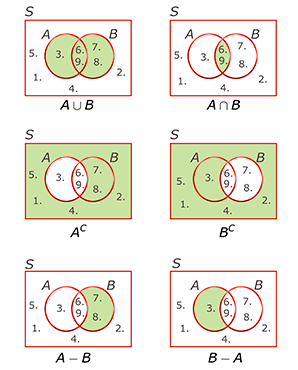 S
A B
7.
5. 3. 6.
9. 8.
1. 2.
4.
A ∪ B
S
A B
7.
5. 3. 6.
9. 8.
1. 2.
4.
A ∩ B
S
A B
7.
5. 3. 6.
9. 8.
1. 2.
4.
Aᶜ
S
A B
7.
5. 3. 6.
9. 8.
1. 2.
4.
Bᶜ
S
A B
7.
5. 3. 6.
9. 8.
1. 2.
4.
A − B
S
A B
7.
5. 3. 6.
9. 8.
1. 2.
4.
B − A